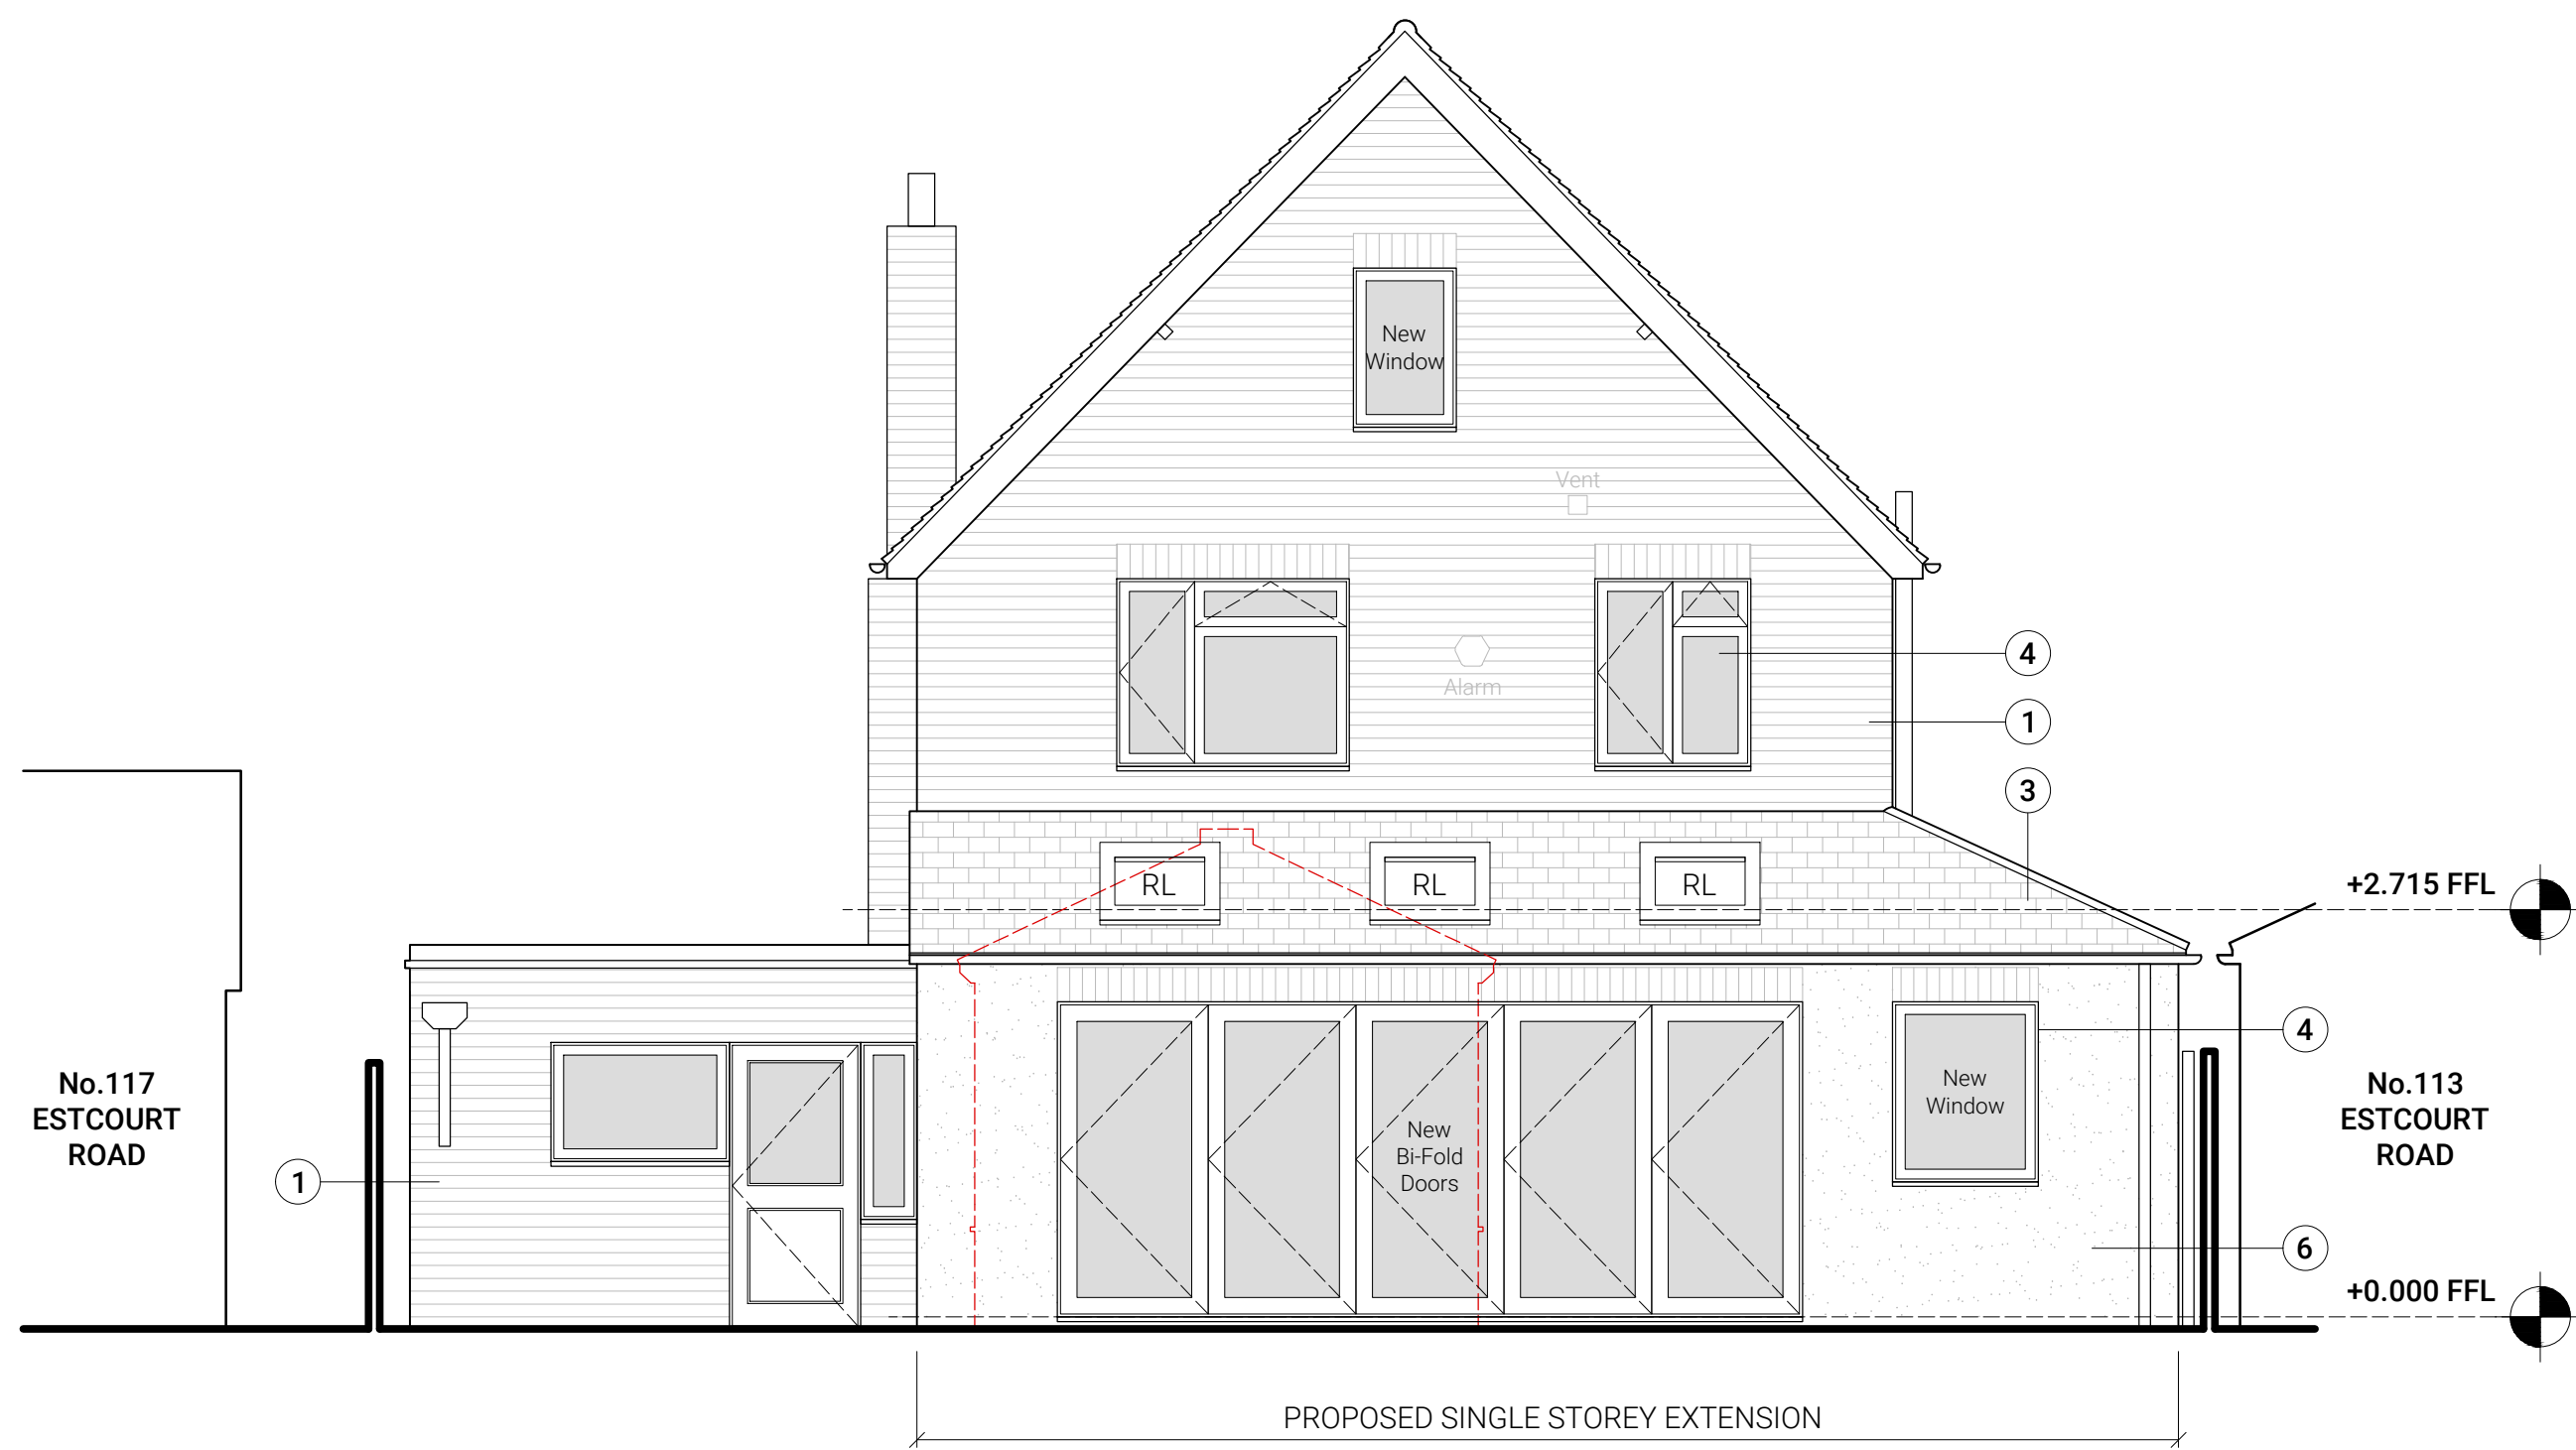 New
Window
Vent
Alarm
4
1
3
RL
RL
RL
+2.715 FFL
No.117
ESTCOURT
ROAD
1
New
Bi-Fold
Doors
New
Window
4
No.113
ESTCOURT
ROAD
6
+0.000 FFL
PROPOSED SINGLE STOREY EXTENSION